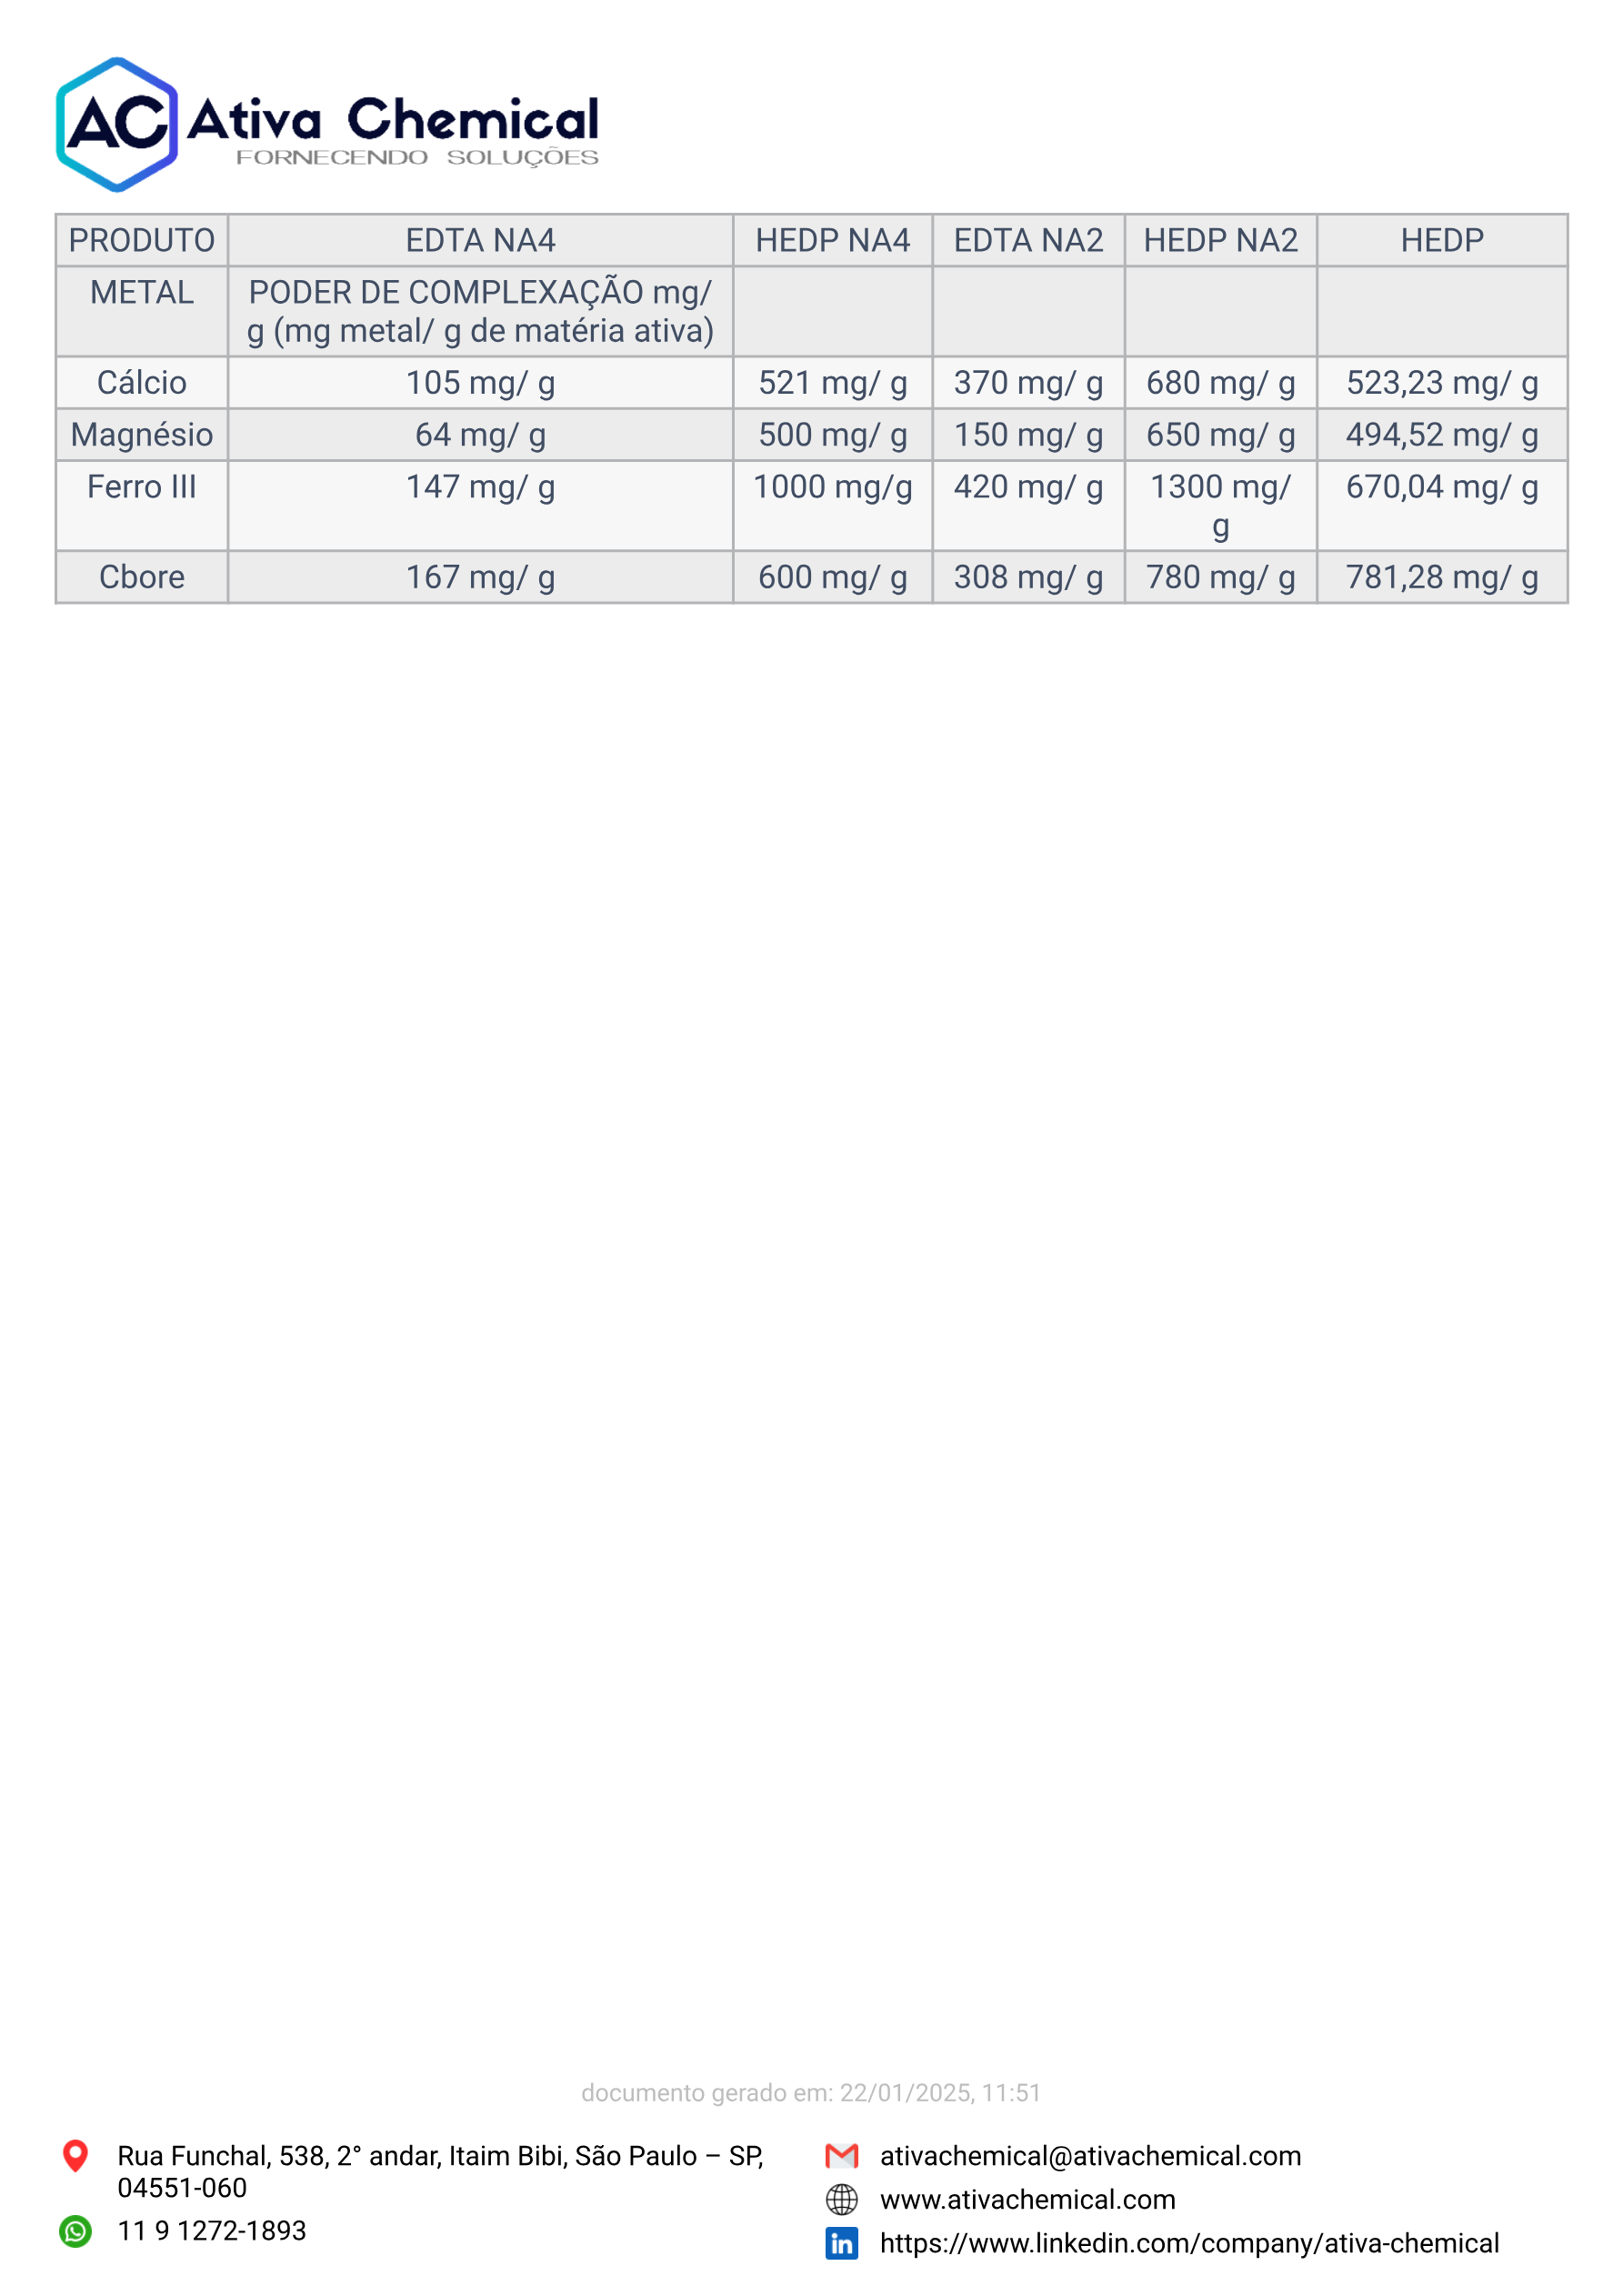 AC Ativa Chemical
FORNECENDO SOLUÇÕES
PRODUTO EDTA NA4 HEDP NA4 EDTA NA2 HEDP NA2 HEDP
METAL PODER DE COMPLEXAÇÃO mg/
g (mg metal/ g de matéria ativa)
Cálcio 105 mg/ g 521 mg/ g 370 mg/ g 680 mg/ g 523,23 mg/ g
Magnésio 64 mg/ g 500 mg/ g 150 mg/ g 650 mg/ g 494,52 mg/ g
Ferro III 147 mg/ g 1000 mg/g 420 mg/ g 1300 mg/ 670,04 mg/ g
g
Cbore 167 mg/ g 600 mg/ g 308 mg/ g 780 mg/ g 781,28 mg/ g
documento gerado em: 22/01/2025, 11:51
Rua Funchal, 538, 2° andar, Itaim Bibi, São Paulo – SP,
04551-060
11 9 1272-1893
ativachemical@ativachemical.com
www.ativachemical.com
in https://www.linkedin.com/company/ativa-chemical